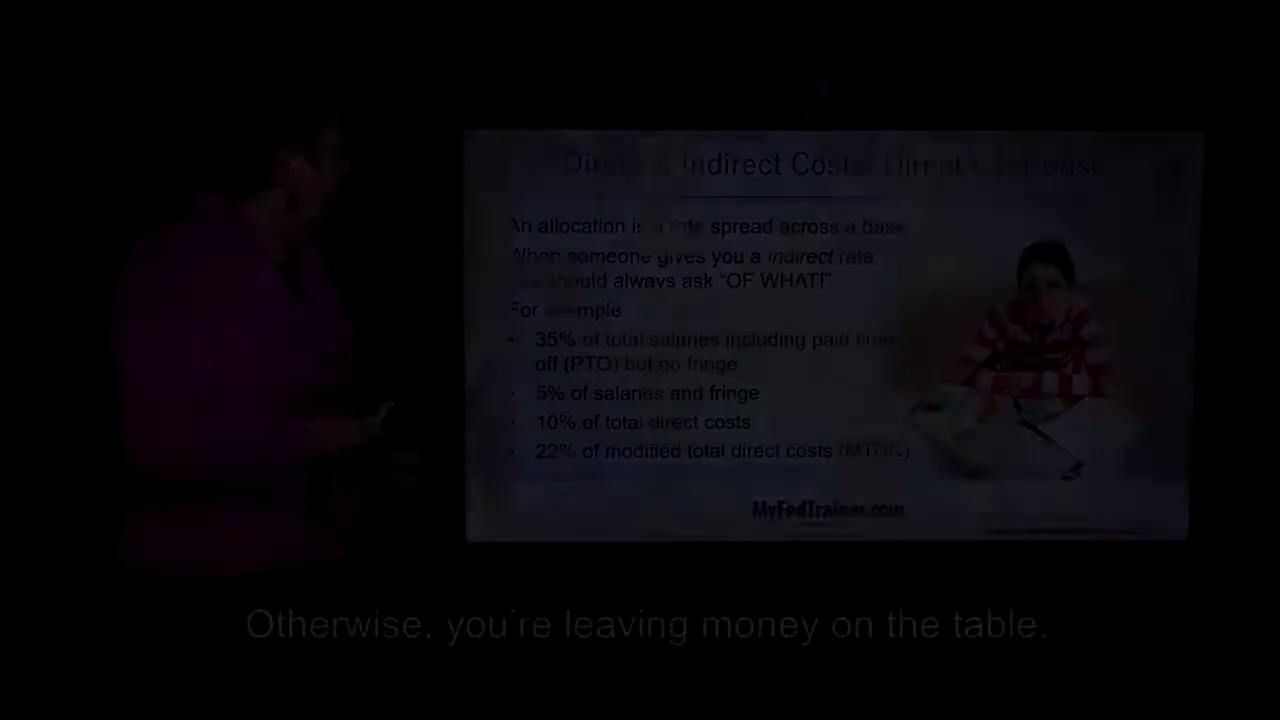 Direct & Indirect Costs: Direct Cost Base
An allocation is a rate spread across a base
When someone gives you a indirect rate,
should always ask “OF WHAT!”
For example
• 35% of total salaries including paid time
off (PTO) but no fringe
• 5% of salaries and fringe
• 10% of total direct costs
• 22% of modified total direct costs (MTDC)
MyFedTrainer.com
Otherwise, you're leaving money on the table.